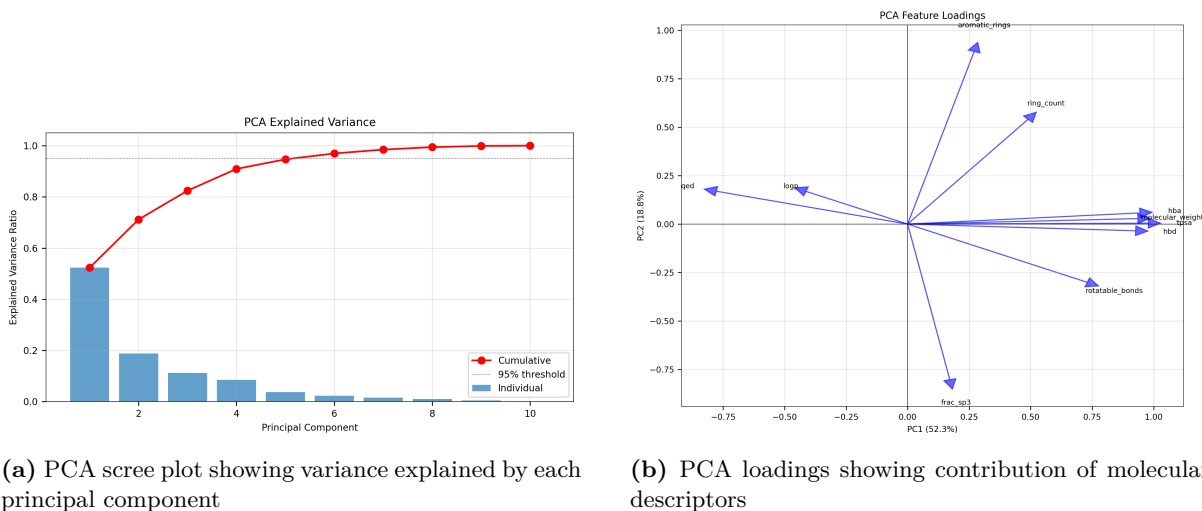 PCA Explained Variance
Explained Variance Ratio
1.0
0.8
0.6
0.4
0.2
0.0
2
4
6
8
10
Principal Component
Cumulative
95% threshold
Individual
(a) PCA scree plot showing variance explained by each
principal component
PCA Feature Loadings
PC2 (18.8%)
1.00
0.75
0.50
0.25
0.00
−0.25
−0.50
−0.75
aromatic_rings
ring_count
qed
logp
hba
molecular_weight
tpsa
hbd
rotatable_bonds
frac_sp3
−0.75
−0.50
−0.25
0.00
0.25
0.50
0.75
1.00
PC1 (52.3%)
(b) PCA loadings showing contribution of molecula
descriptors